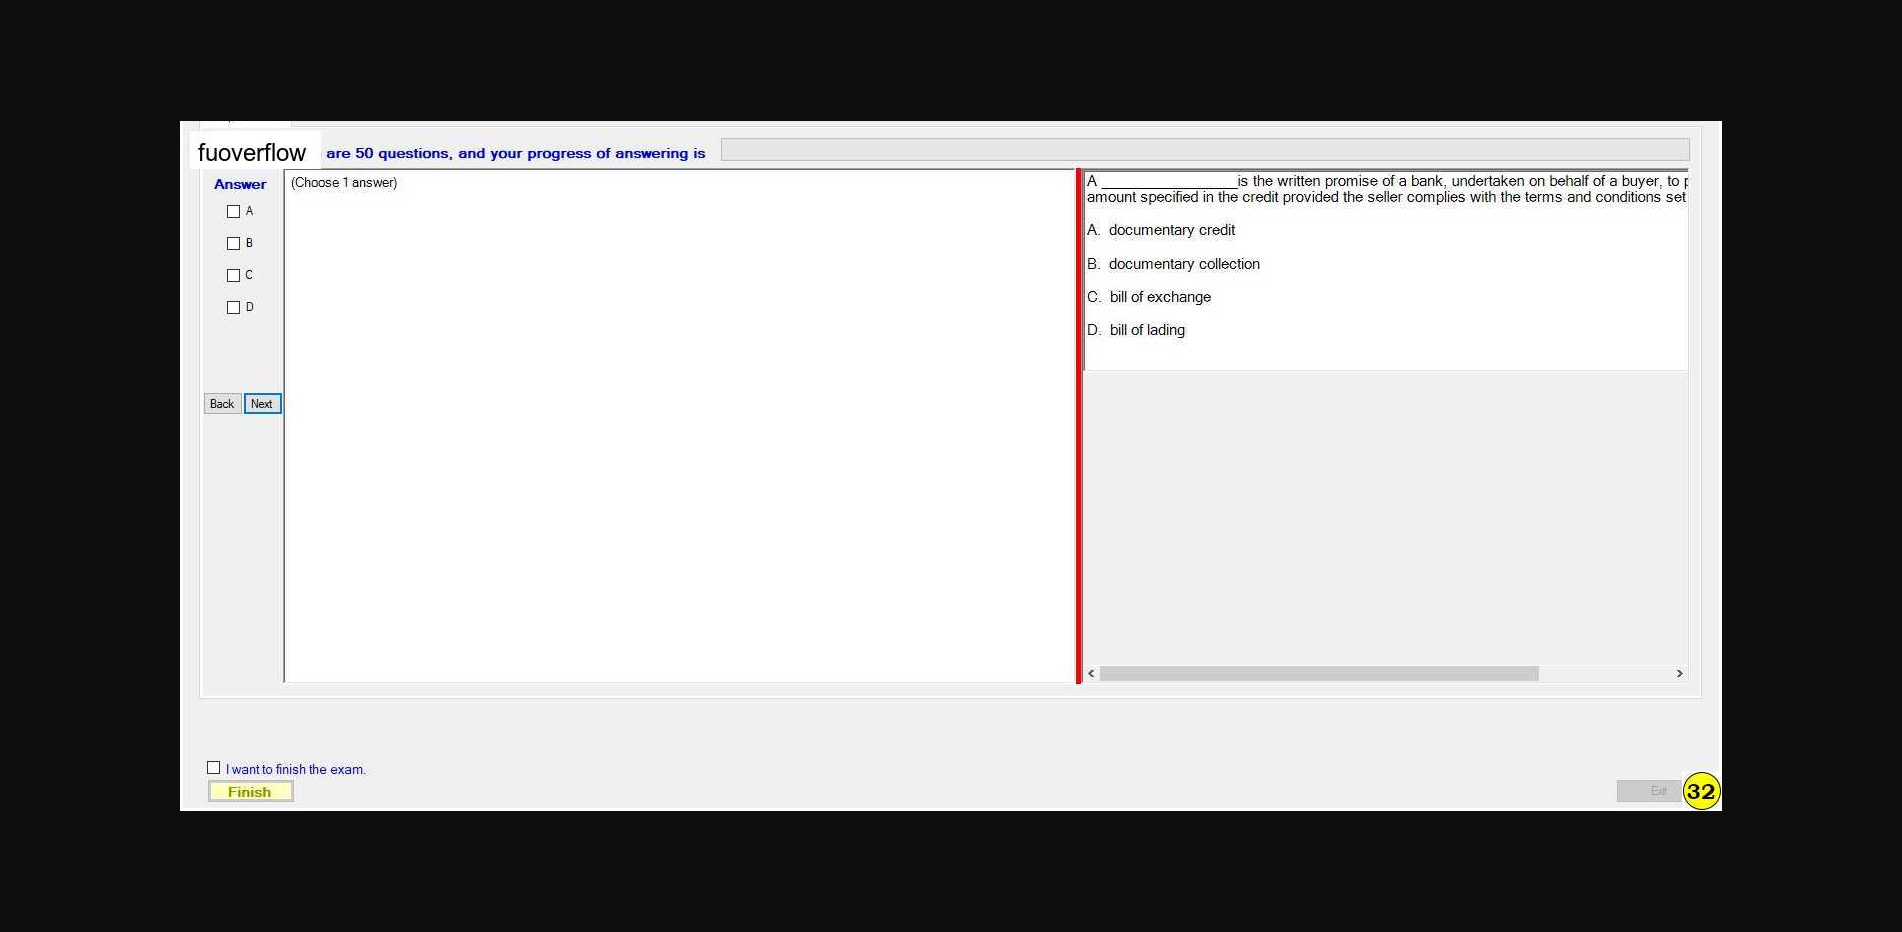 fuoverflow are 50 questions, and your progress of answering is
Answer
(Choose 1 answer)
A
B
C
D
Back Next
A _________________is the written promise of a bank, undertaken on behalf of a buyer, to
amount specified in the credit provided the seller complies with the terms and conditions set
A. documentary credit
B. documentary collection
C. bill of exchange
D. bill of lading
I want to finish the exam.
Finish
Exit
32